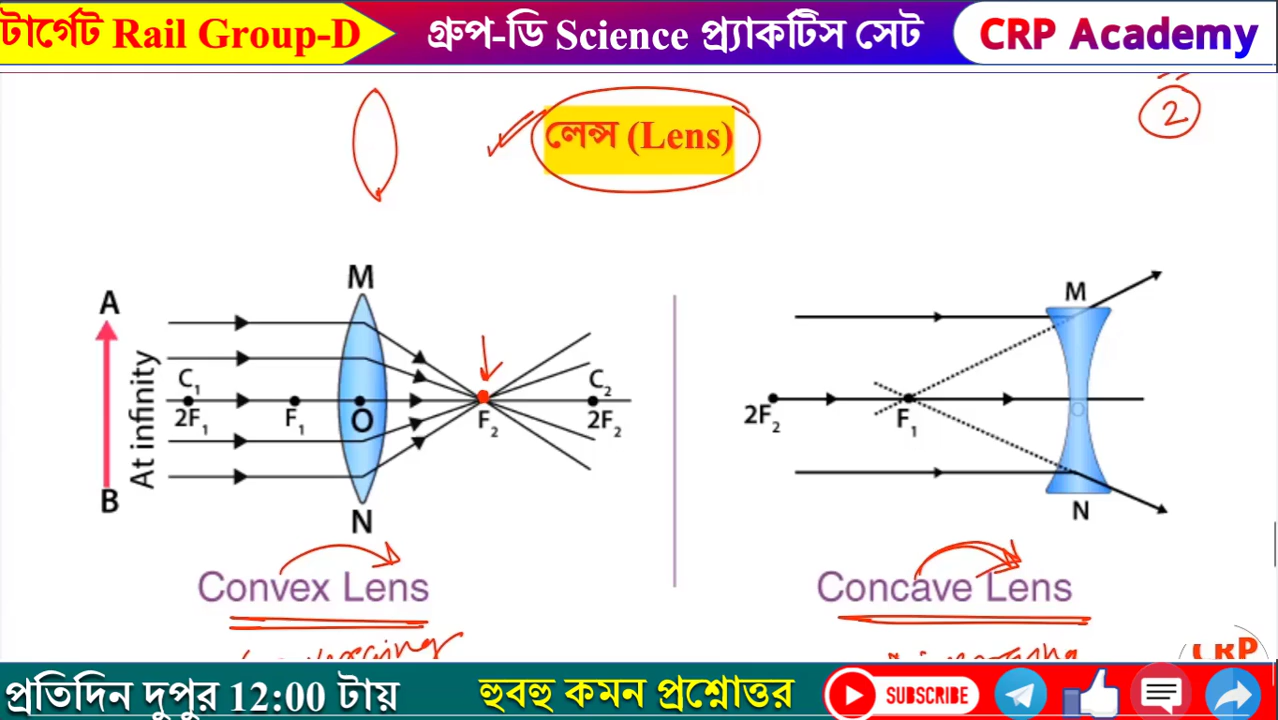 টার্গেট Rail Group-D
গ্রুপ-ডি Science প্র্যাকটিস সেট
CRP Academy
2
লেন্স (Lens)
A
At infinity
B
M
C1
2F1
F1
O
F2
C2
2F2
N
Convex Lens
M
2F2
F1
O
N
Concave Lens
CRP
প্রতিদিন দুপুর 12:00 টায়
হুবহু কমন প্রশ্নোত্তর
SUBSCRIBE